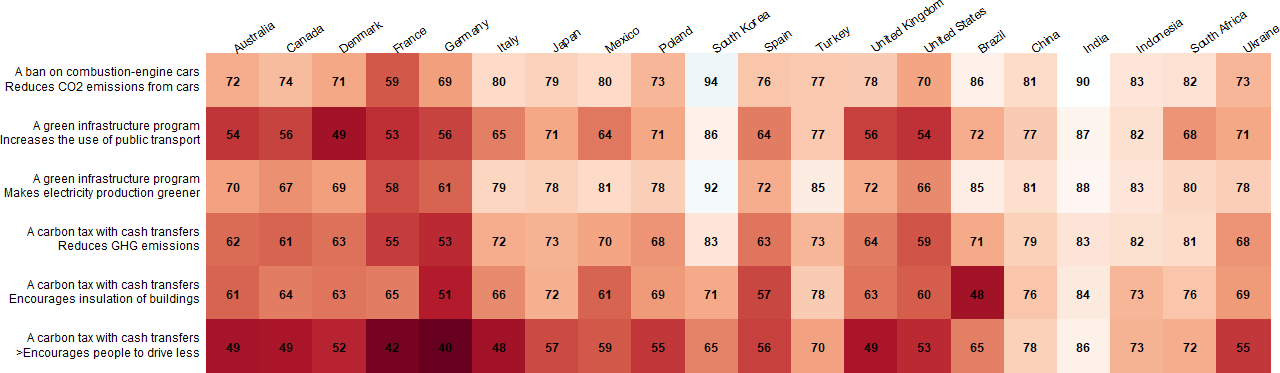 Australia Canada Denmark France Germany Italy Japan Mexico Poland South Korea Spain Turkey United Kingdom United States Brazil China India Indonesia South Africa Ukraine
A ban on combustion-engine cars
Reduces CO2 emissions from cars
72 74 71 59 69 80 79 80 73 94 76 77 78 70 86 81 90 83 82 73
A green infrastructure program
Increases the use of public transport
54 56 49 53 56 65 71 64 71 86 64 77 56 54 72 77 87 82 68 71
A green infrastructure program
Makes electricity production greener
70 67 69 58 61 79 78 81 78 92 72 85 72 66 85 81 88 83 80 78
A carbon tax with cash transfers
Reduces GHG emissions
62 61 63 55 53 72 73 70 68 83 63 73 64 59 71 79 83 82 81 68
A carbon tax with cash transfers
Encourages insulation of buildings
61 64 63 65 51 66 72 61 69 71 57 78 63 60 48 76 84 73 76 69
A carbon tax with cash transfers
>Encourages people to drive less
49 49 52 42 40 48 57 59 55 65 56 70 49 53 65 78 86 73 72 55